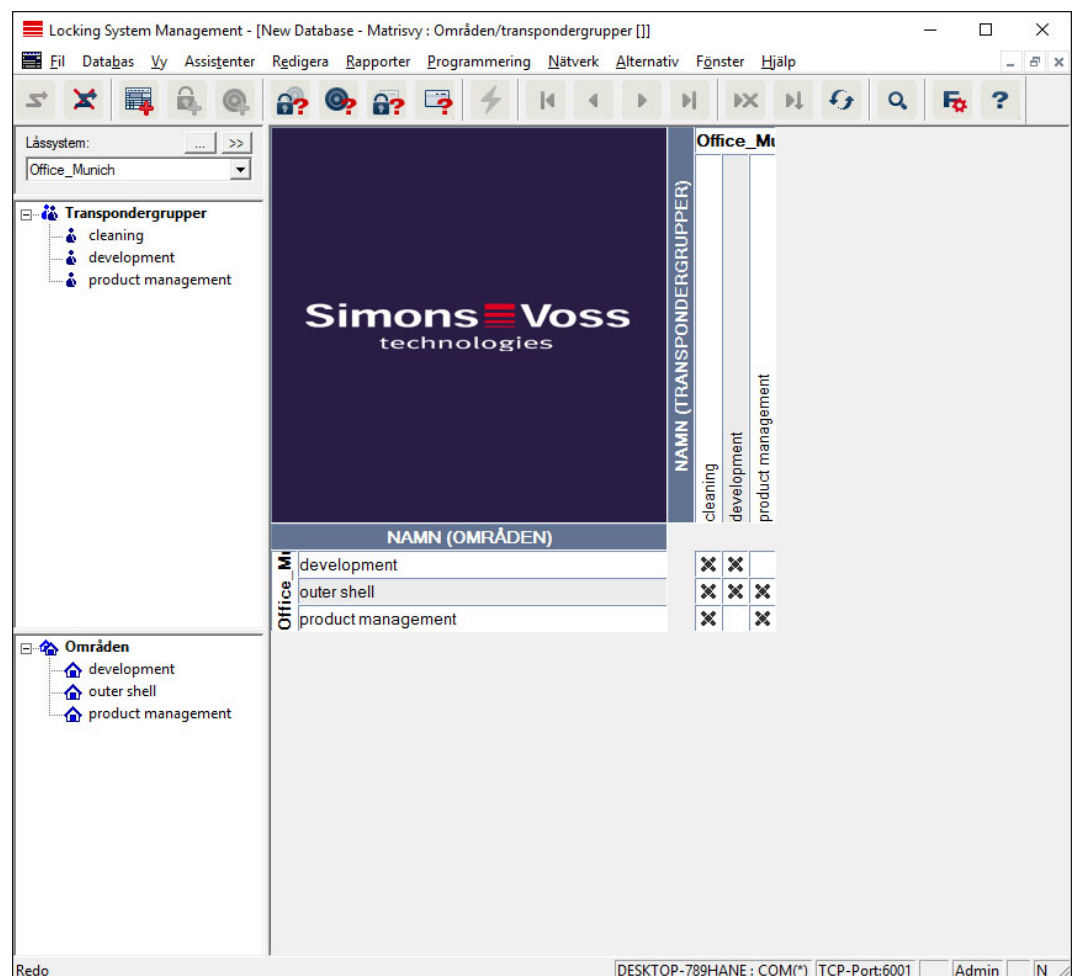 Locking System Management - [New Database - Matrisvy : Områden/transpondergrupper []]
Fil Databas Vy Assistenter Redigera Rapporter Programmering Nätverk Alternativ Fönster Hjälp
Låssystem:
... >>
Office_Munich
Transpondergrupper
cleaning
development
product management
Simons Voss
technologies
NAMN (TRANSPONDERGRUPPER)
Office_Mu
cleaning
development
product management
NAMN (OMRÅDEN)
Office_Mu
development
outer shell
product management
Områden
development
outer shell
product management
Redo
DESKTOP-789HANE : COM(*) TCP-Port:6001 Admin N